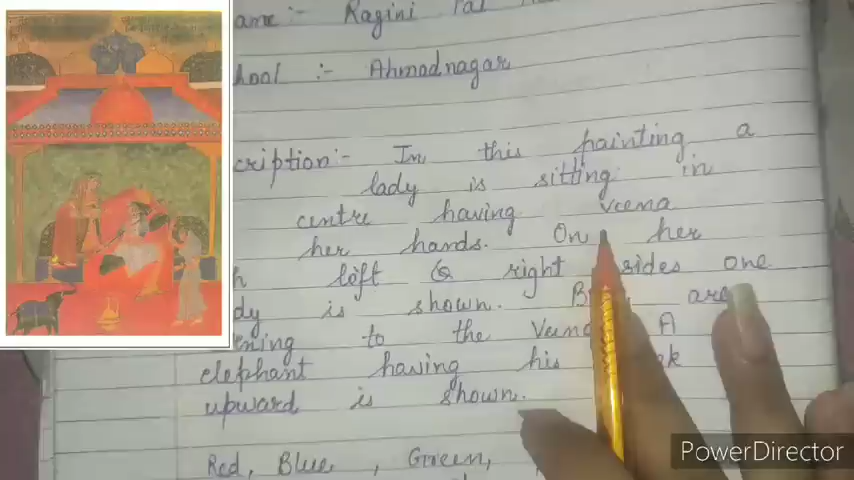 Ragini
Ahmadnagar
In this painting a
lady is sitting in
centre having veena
her hands. On her
left & right sides one
is shown. are
to the Veena A
elephant having his
upward is shown.
Red, Blue, Green,
PowerDirector